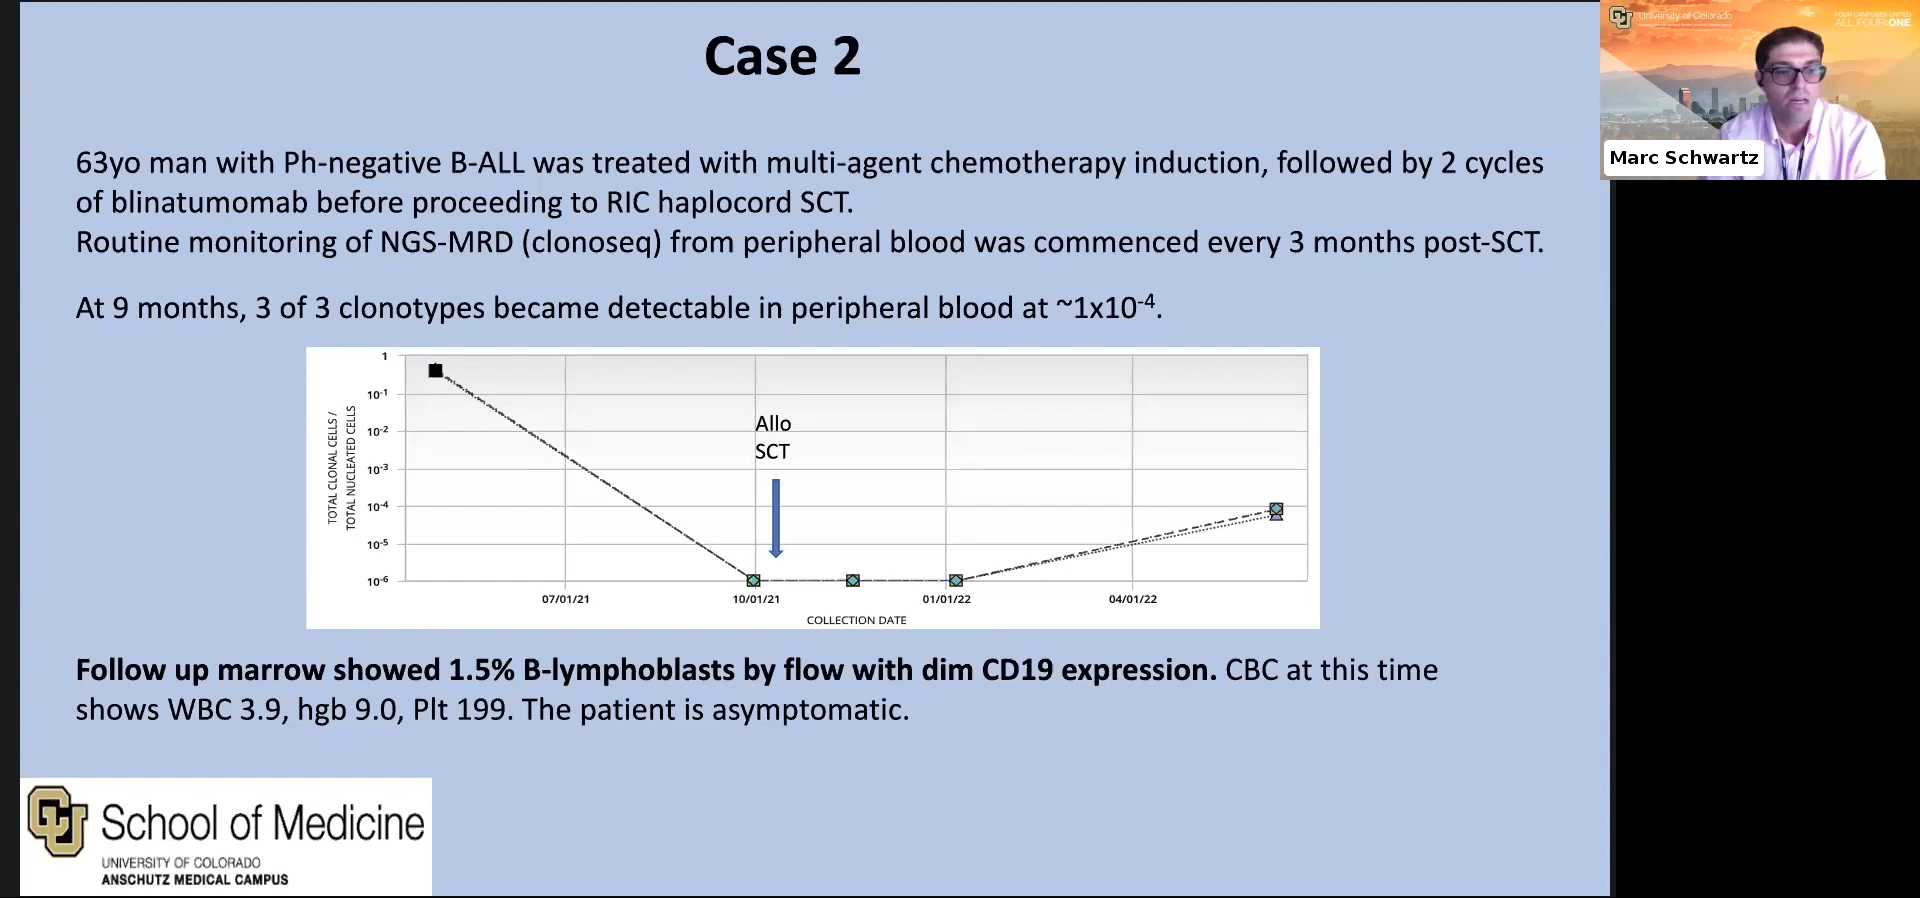 Case 2
63yo man with Ph-negative B-ALL was treated with multi-agent chemotherapy induction, followed by 2 cycles
of blinatumomab before proceeding to RIC haplocord SCT.
Routine monitoring of NGS-MRD (clonoseq) from peripheral blood was commenced every 3 months post-SCT.
At 9 months, 3 of 3 clonotypes became detectable in peripheral blood at ~1x10⁻⁴.
TOTAL CLONAL CELLS /
TOTAL NUCLEATED CELLS
1
10⁻¹
10⁻²
10⁻³
10⁻⁴
10⁻⁵
10⁻⁶
Allo
SCT
07/01/21
10/01/21
01/01/22
04/01/22
COLLECTION DATE
Follow up marrow showed 1.5% B-lymphoblasts by flow with dim CD19 expression. CBC at this time
shows WBC 3.9, hgb 9.0, Plt 199. The patient is asymptomatic.
CU
School of Medicine
UNIVERSITY OF COLORADO
ANSCHUTZ MEDICAL CAMPUS
University of Colorado
FOUR CAMPUSES UNITED
ALL FOUR:ONE
Marc Schwartz